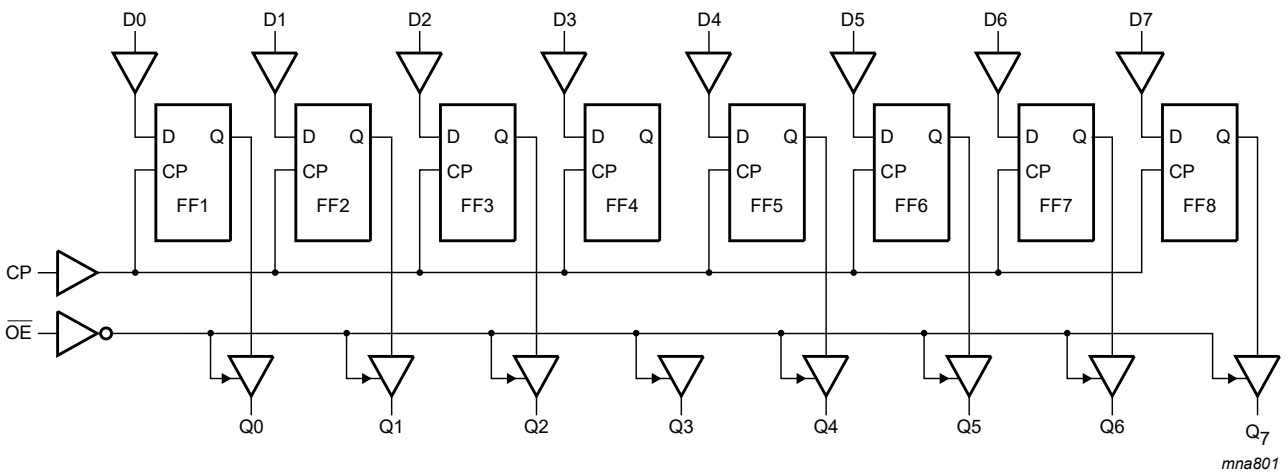 D0 D1 D2 D3 D4 D5 D6 D7
D Q D Q D Q D D Q D Q D Q D Q
CP CP CP CP CP CP CP CP
FF1 FF2 FF3 FF4 FF5 FF6 FF7 FF8
CP
O̅E̅
Q0 Q1 Q2 Q3 Q4 Q5 Q6 Q7
mna801